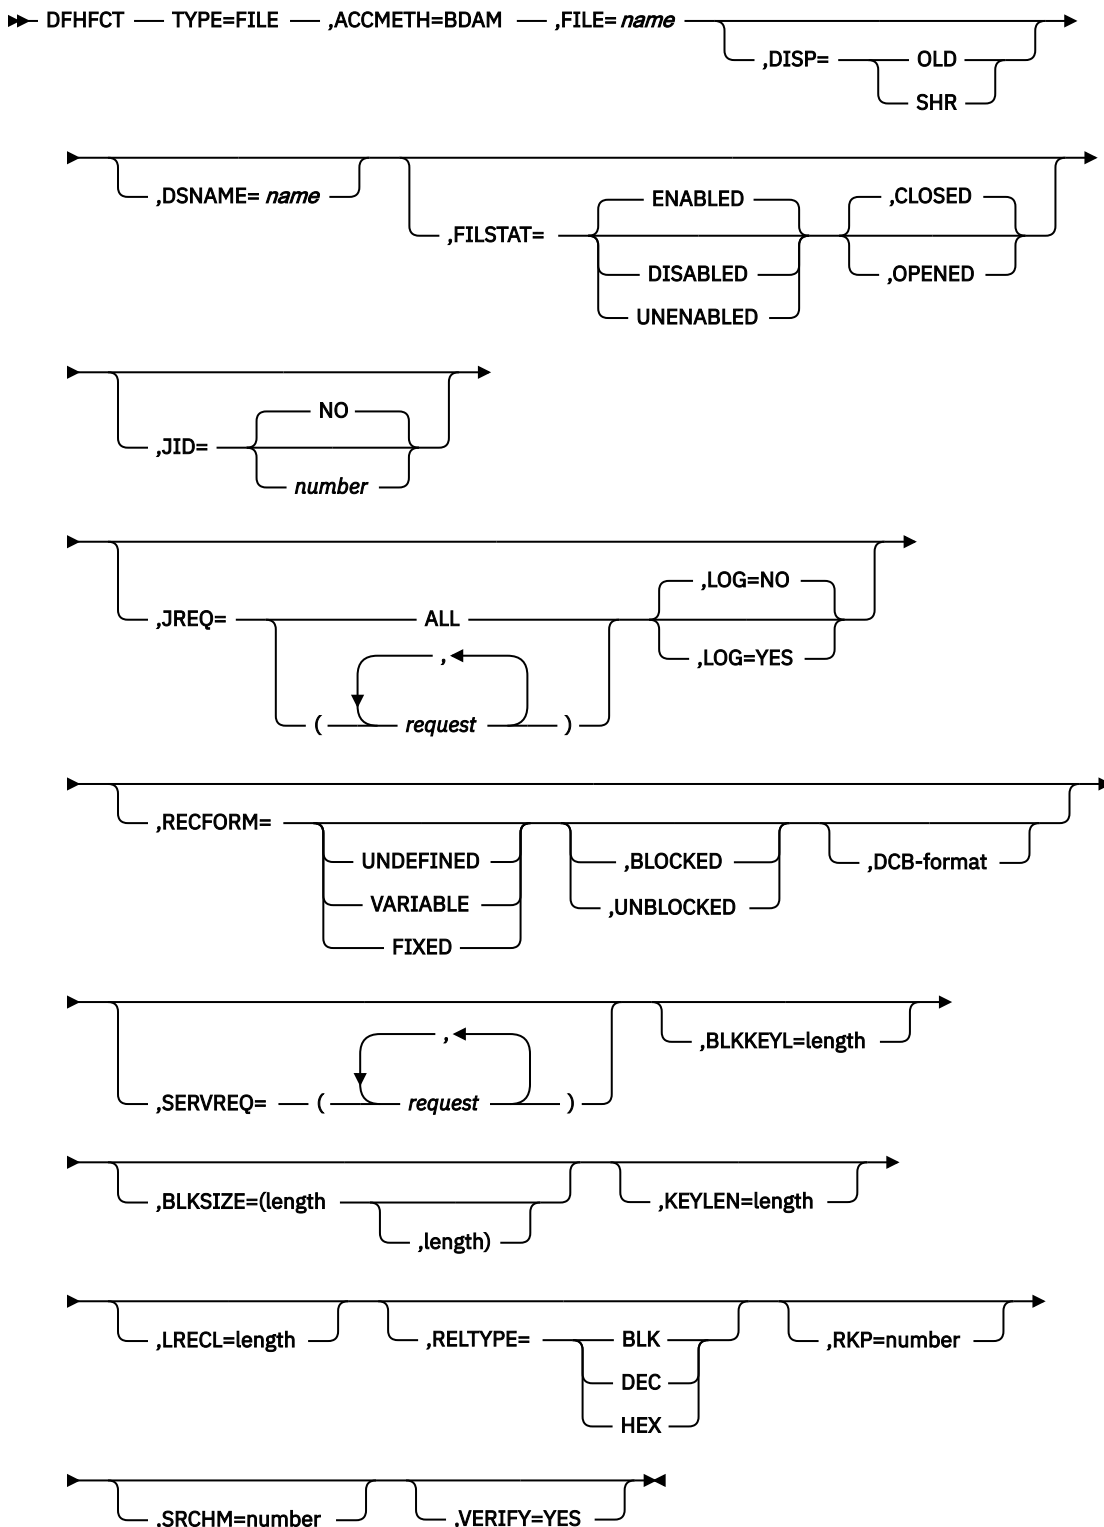 DFHFCT TYPE=FILE ,ACCMETH=BDAM ,FILE= name
,DISP= OLD
SHR
,DSNAME= name
,FILSTAT= ENABLED
DISABLED
UNENABLED
,CLOSED
,OPENED
,JID= NO
number
,JREQ= ALL
( , request )
,LOG=NO
,LOG=YES
,RECFORM= UNDEFINED
VARIABLE
FIXED
,BLOCKED
,UNBLOCKED
,DCB-format
,SERVREQ= ( , request )
,BLKKEYL=length
,BLKSIZE=(length
,length)
,KEYLEN=length
,LRECL=length
,RELTYPE= BLK
DEC
HEX
,RKP=number
,SRCHM=number
,VERIFY=YES